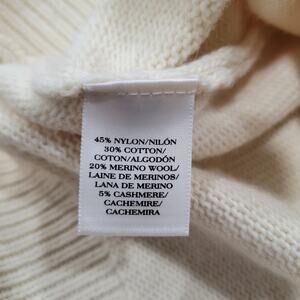 45% NYLON/NILÓN
30% COTTON/
COTON/ALGODÓN
20% MERINO WOOL/
LAINE DE MERINOS/
LANA DE MERINO
5% CASHMERE/
CACHEMIRE/
CACHEMIRA